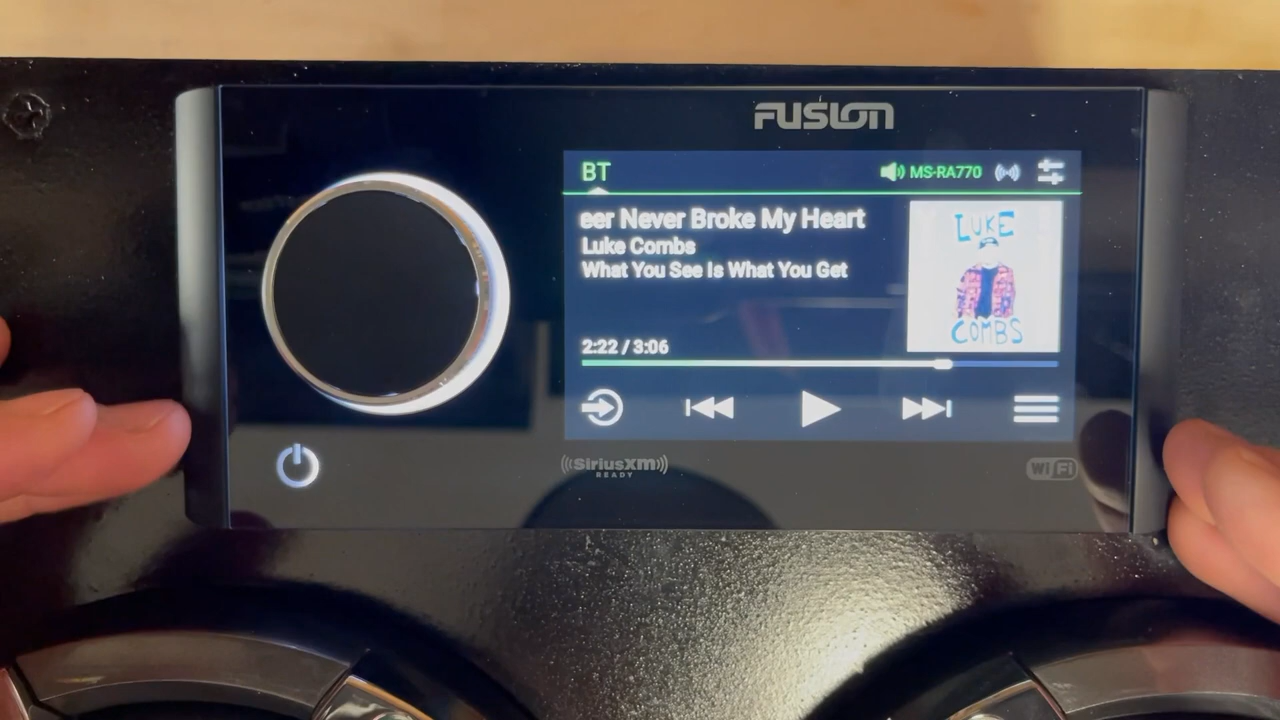 FUSION
BT
MS-RA770
eer Never Broke My Heart
Luke Combs
What You See Is What You Get
LUKE
COMBS
2:22 / 3:06
((SiriusXM))
READY
WiFi